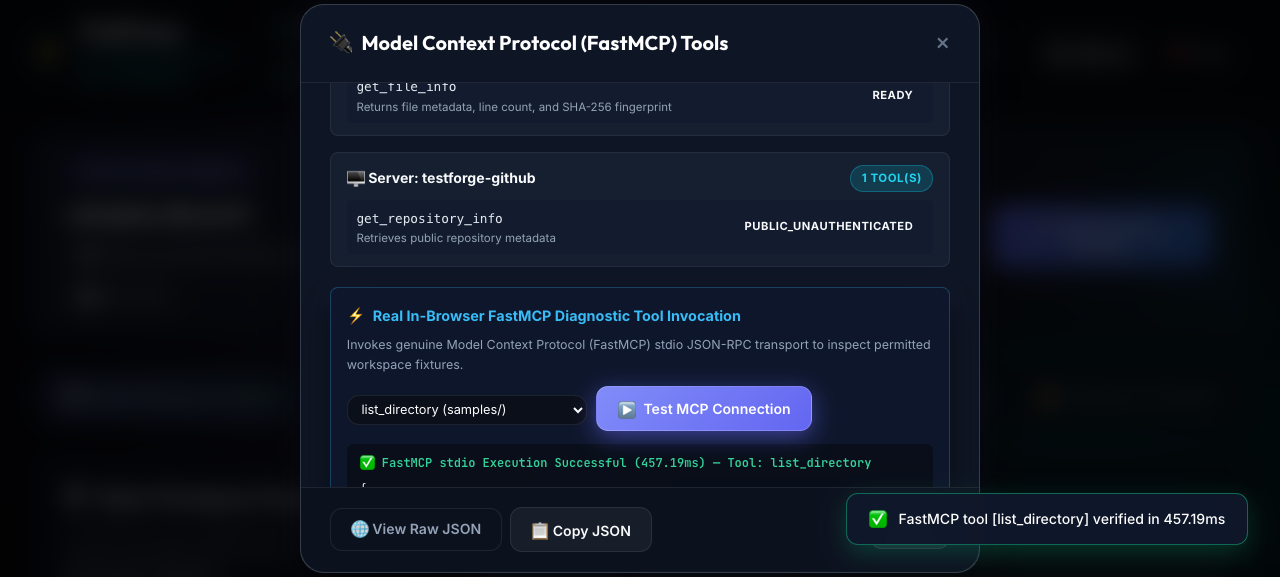 Model Context Protocol (FastMCP) Tools
get_file_info
Returns file metadata, line count, and SHA-256 fingerprint
READY
Server: testforge-github
1 TOOL(S)
get_repository_info
Retrieves public repository metadata
PUBLIC_UNAUTHENTICATED
Real In-Browser FastMCP Diagnostic Tool Invocation
Invokes genuine Model Context Protocol (FastMCP) stdio JSON-RPC transport to inspect permitted
workspace fixtures.
list_directory (samples/)
Test MCP Connection
FastMCP stdio Execution Successful (457.19ms) — Tool: list_directory
{
View Raw JSON
Copy JSON
FastMCP tool [list_directory] verified in 457.19ms